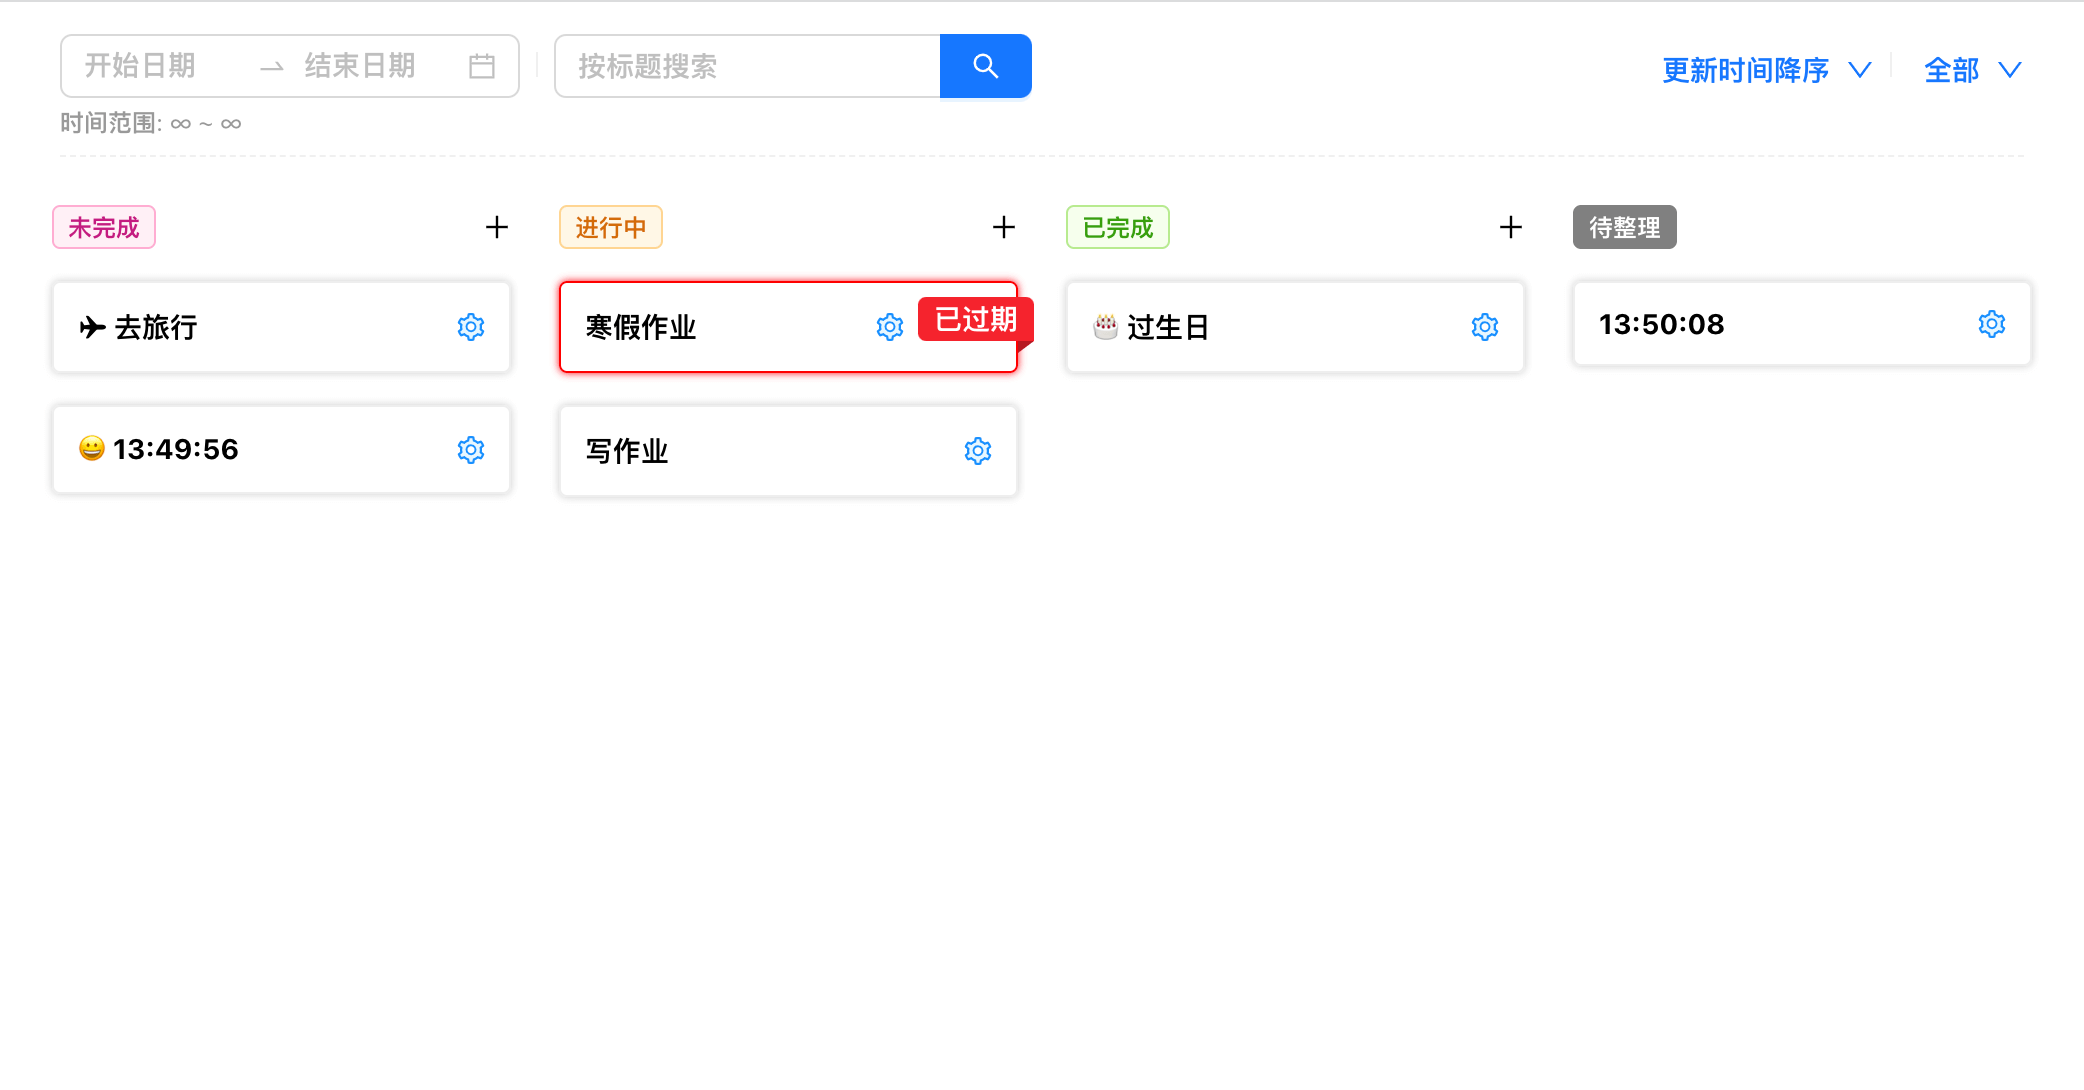 开始日期 → 结束日期
按标题搜索
更新时间降序
全部
时间范围: ∞ ~ ∞
未完成
✈ 去旅行
😀 13:49:56
进行中
寒假作业
已过期
写作业
已完成
🎂 过生日
待整理
13:50:08